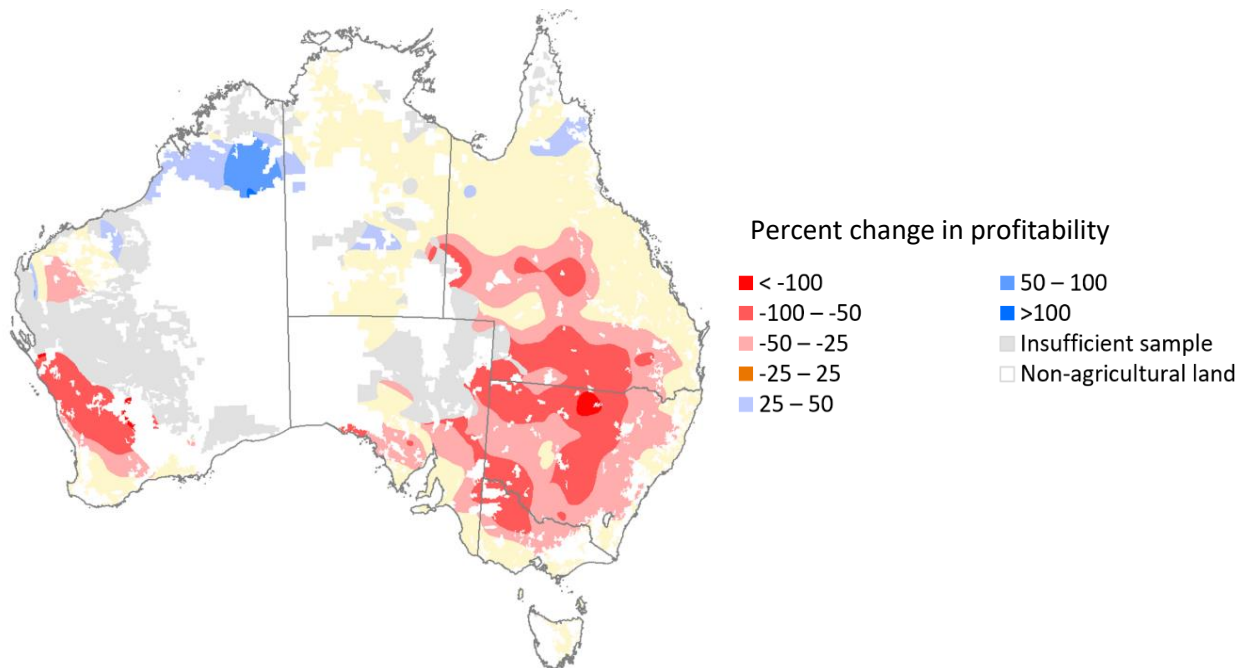 Percent change in profitability
< -100
-100 – -50
-50 – -25
-25 – 25
25 – 50
50 – 100
>100
Insufficient sample
Non-agricultural land